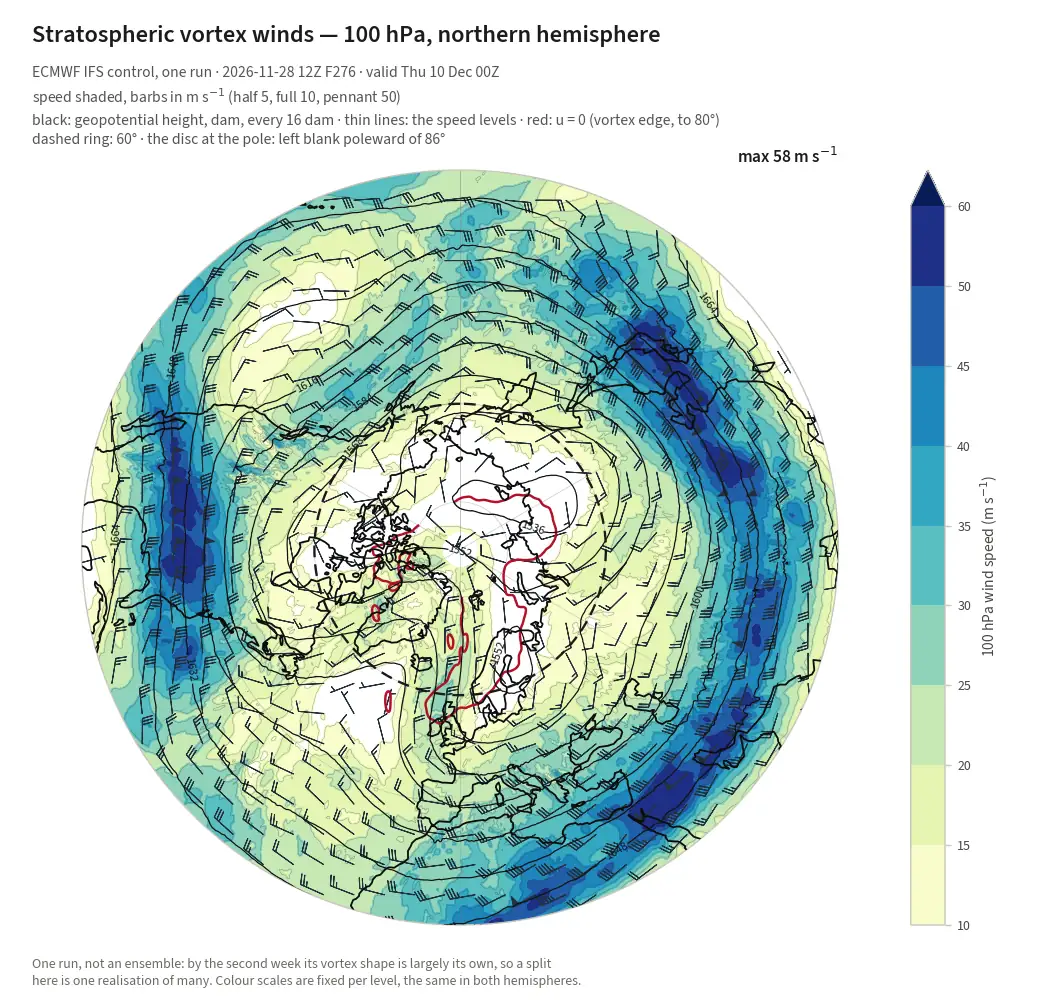 Stratospheric vortex winds — 100 hPa, northern hemisphere
ECMWF IFS control, one run · 2026-11-28 12Z F276 · valid Thu 10 Dec 00Z
speed shaded, barbs in m s⁻¹ (half 5, full 10, pennant 50)
black: geopotential height, dam, every 16 dam · thin lines: the speed levels · red: u = 0 (vortex edge, to 80°)
dashed ring: 60° · the disc at the pole: left blank poleward of 86°
max 58 m s⁻¹
60
50
45
40
35
30
25
20
15
10
100 hPa wind speed (m s⁻¹)
1664
1648
1616
1584
1664
1536
1552
1600
1552
1632
1648
One run, not an ensemble: by the second week its vortex shape is largely its own, so a split
here is one realisation of many. Colour scales are fixed per level, the same in both hemispheres.